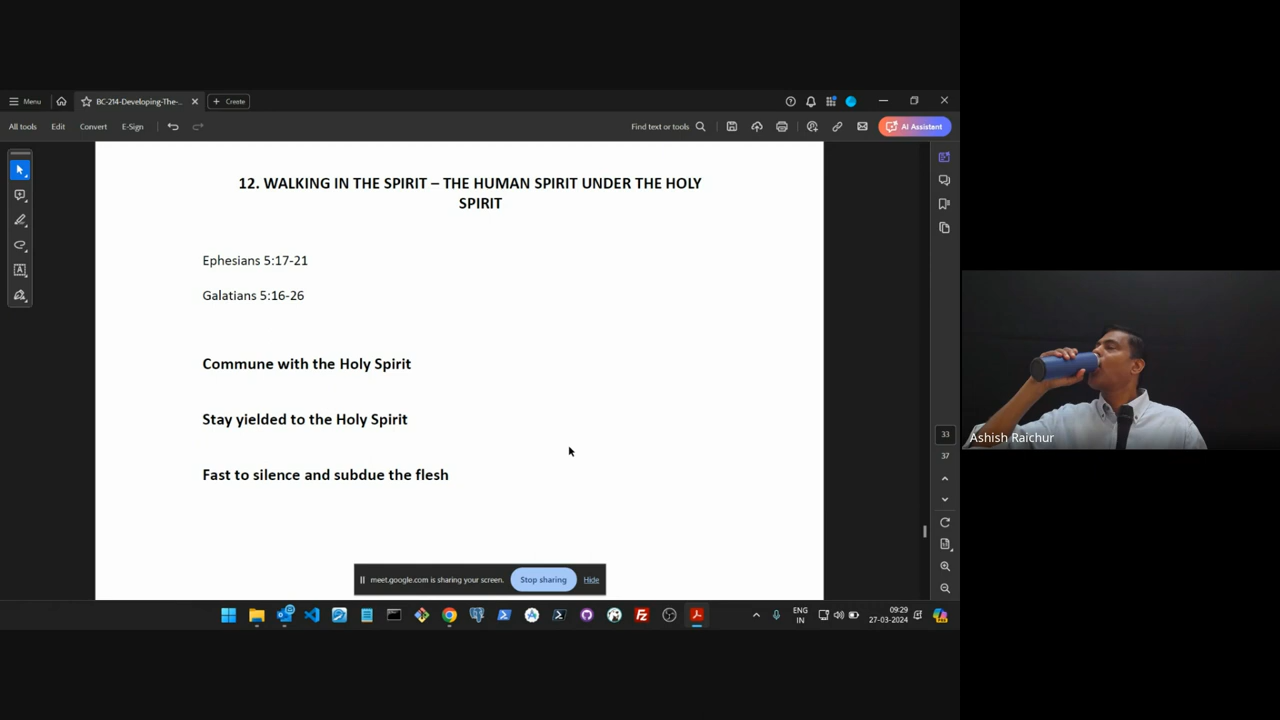 Menu
BC-214-Developing-The-...
Create
All tools
Edit
Convert
E-Sign
Find text or tools
AI Assistant
12. WALKING IN THE SPIRIT – THE HUMAN SPIRIT UNDER THE HOLY
SPIRIT
Ephesians 5:17-21
Galatians 5:16-26
Commune with the Holy Spirit
Stay yielded to the Holy Spirit
Fast to silence and subdue the flesh
33
37
Ashish Raichur
meet.google.com is sharing your screen.
Stop sharing
Hide
ENG
IN
09:29
27-03-2024